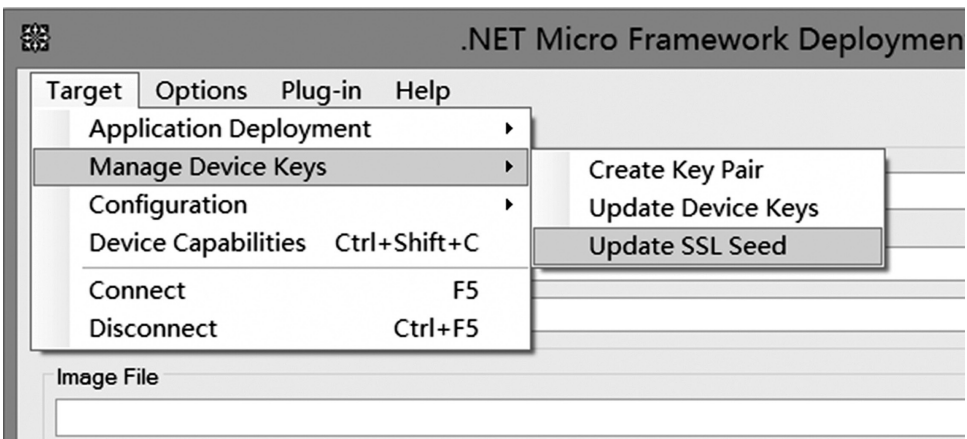 .NET Micro Framework Deploymen
Target Options Plug-in Help
Application Deployment
Manage Device Keys
Configuration
Device Capabilities Ctrl+Shift+C
Connect F5
Disconnect Ctrl+F5
Create Key Pair
Update Device Keys
Update SSL Seed
Image File